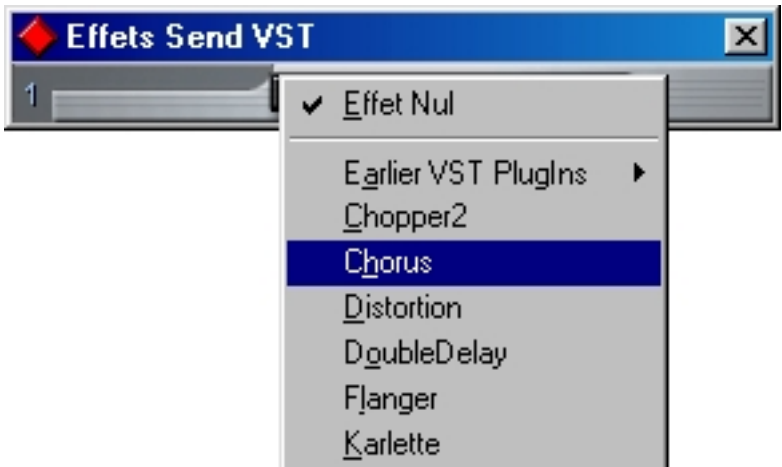 Effets Send VST
1
Effet Nul
Earlier VST PlugIns
Chopper2
Chorus
Distortion
DoubleDelay
Flanger
Karlette